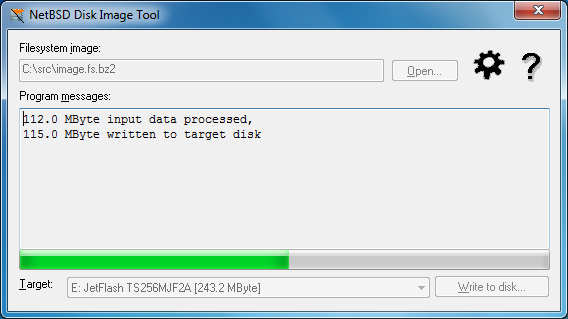 NetBSD Disk Image Tool
Filesystem image:
C:\src\image.fs.bz2
Open...
?
Program messages:
112.0 MByte input data processed,
115.0 MByte written to target disk
Target:
E: JetFlash TS256MJF2A [243.2 MByte]
Write to disk...